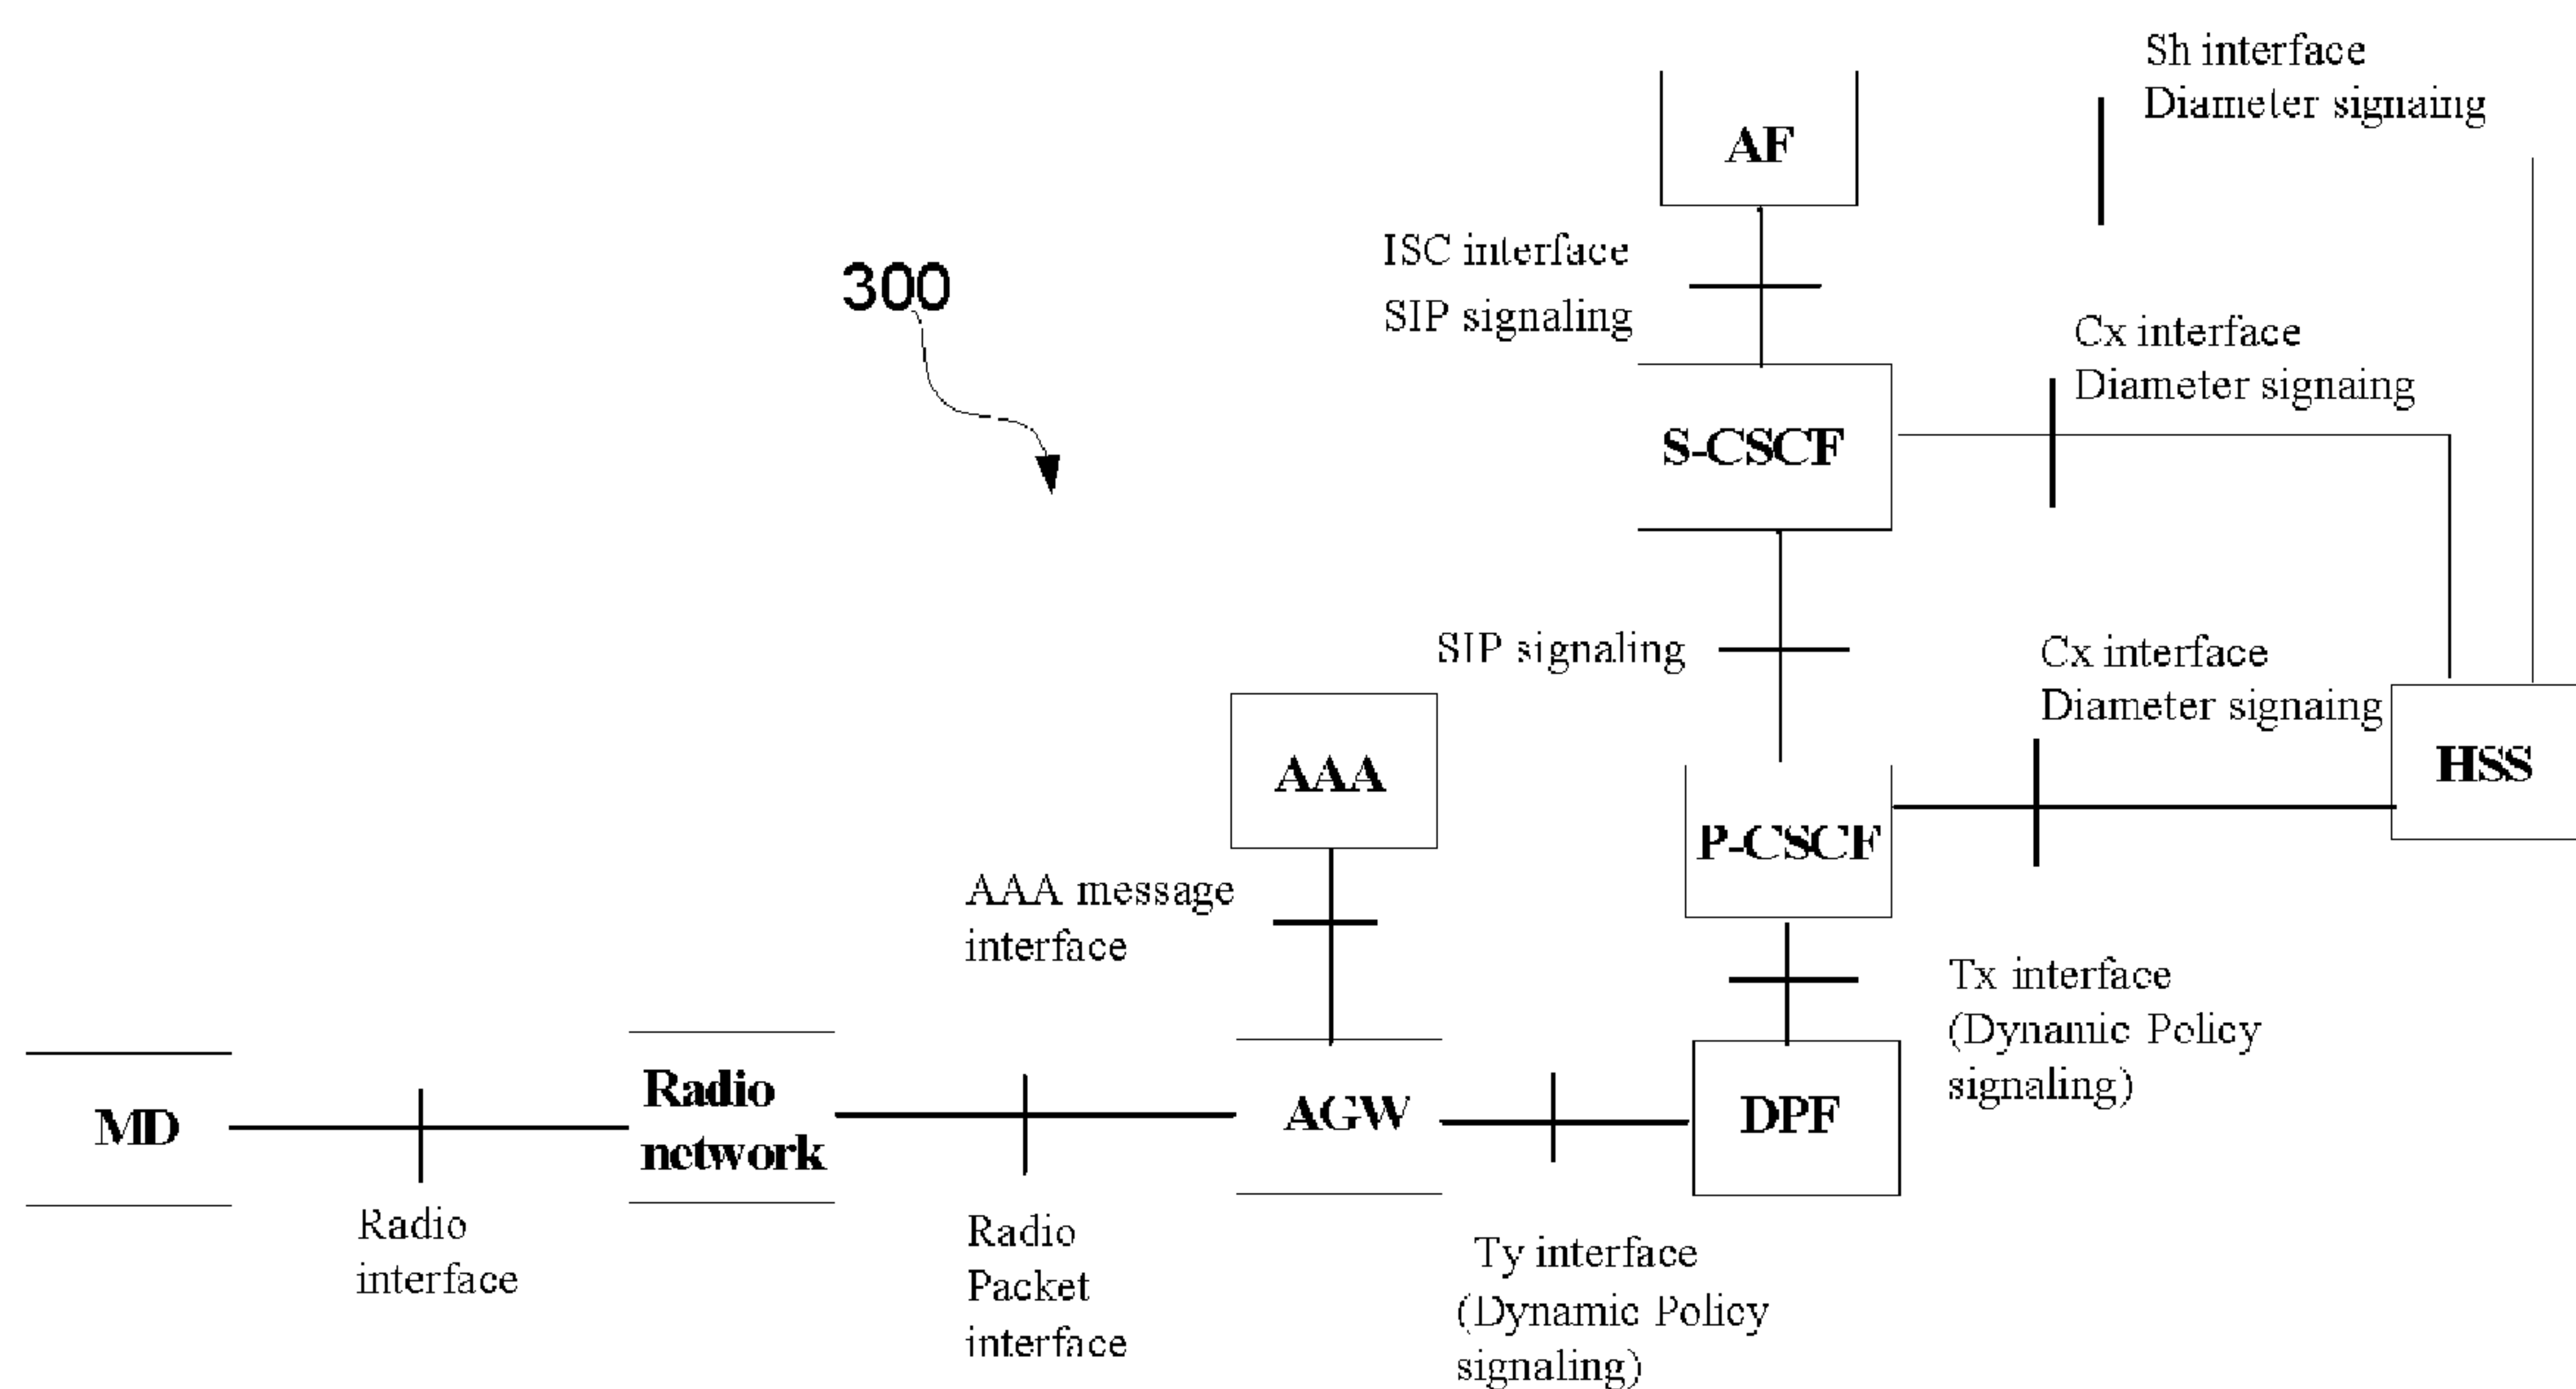 Sh interface
Diameter signaing
AF
ISC interface
SIP signaling
300
Cx interface
Diameter signaing
S-CSCF
SIP signaling
Cx interface
Diameter signaing
AAA
HSS
P-CSCF
AAA message
interface
Tx interface
(Dynamic Policy
signaling)
MD
Radio
network
AGW
DPF
Radio
interface
Radio
Packet
interface
Ty interface
(Dynamic Policy
signaling)